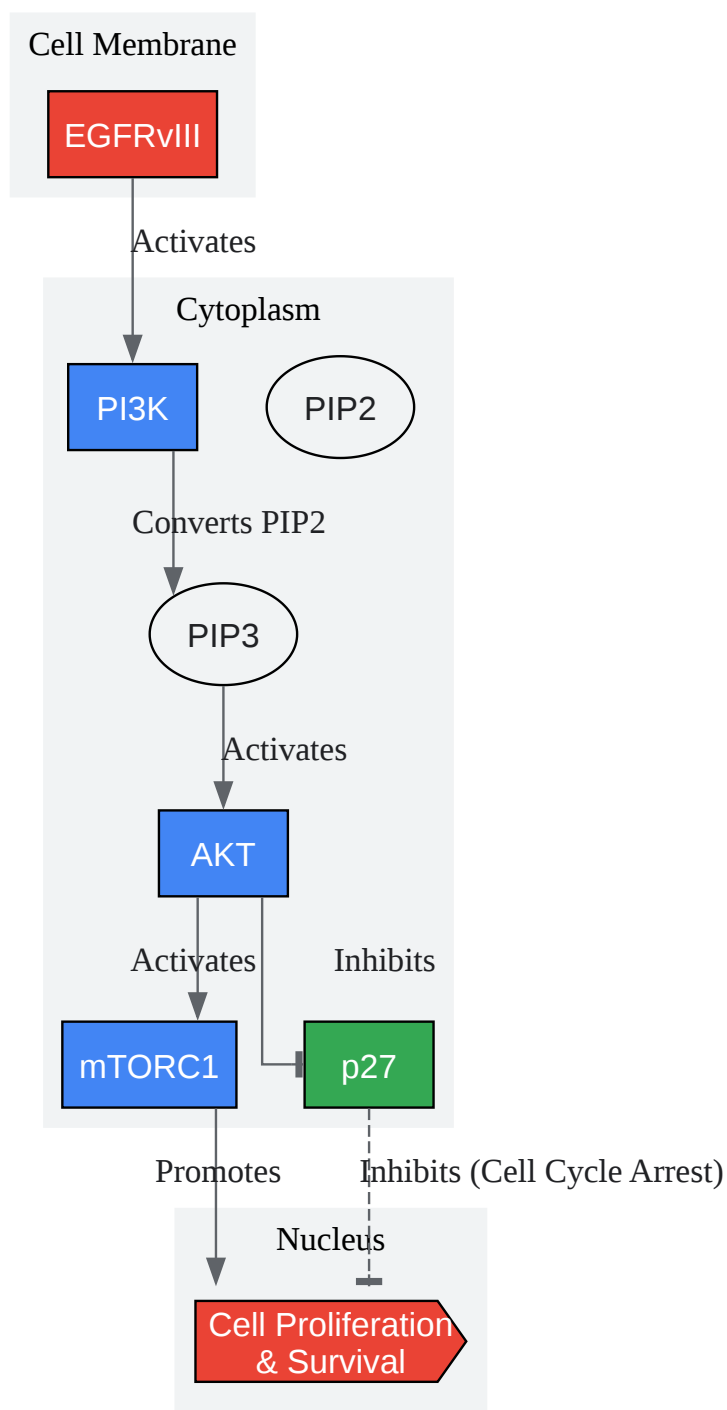 Cell Membrane
EGFRvIII
Activates
Cytoplasm
PI3K
PIP2
Converts PIP2
PIP3
Activates
AKT
Activates
Inhibits
mTORC1
p27
Promotes
Inhibits (Cell Cycle Arrest)
Nucleus
Cell Proliferation
& Survival